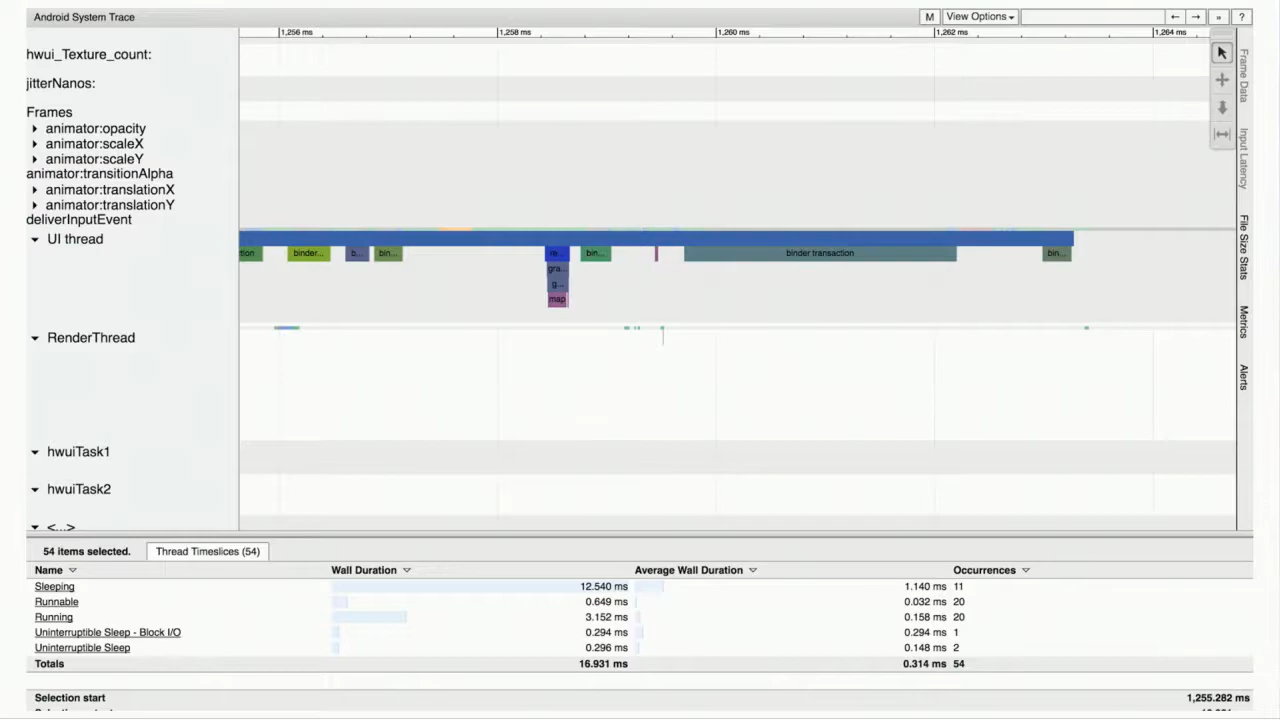 Android System Trace
M View Options ← → » ?
1,256 ms 1,258 ms 1,260 ms 1,262 ms 1,264 ms
hwui_Texture_count:
jitterNanos:
Frames
animator:opacity
animator:scaleX
animator:scaleY
animator:transitionAlpha
animator:translationX
animator:translationY
deliverInputEvent
UI thread
tion binder... b... bin... bin... binder transaction bin...
gra...
g...
map
RenderThread
hwuiTask1
hwuiTask2
<...>
Frame Data
Input Latency
File Size Stats
Metrics
Alerts
54 items selected. Thread Timeslices (54)
Name Wall Duration Average Wall Duration Occurrences
Sleeping 12.540 ms 1.140 ms 11
Runnable 0.649 ms 0.032 ms 20
Running 3.152 ms 0.158 ms 20
Uninterruptible Sleep - Block I/O 0.294 ms 0.294 ms 1
Uninterruptible Sleep 0.296 ms 0.148 ms 2
Totals 16.931 ms 0.314 ms 54
Selection start 1,255.282 ms